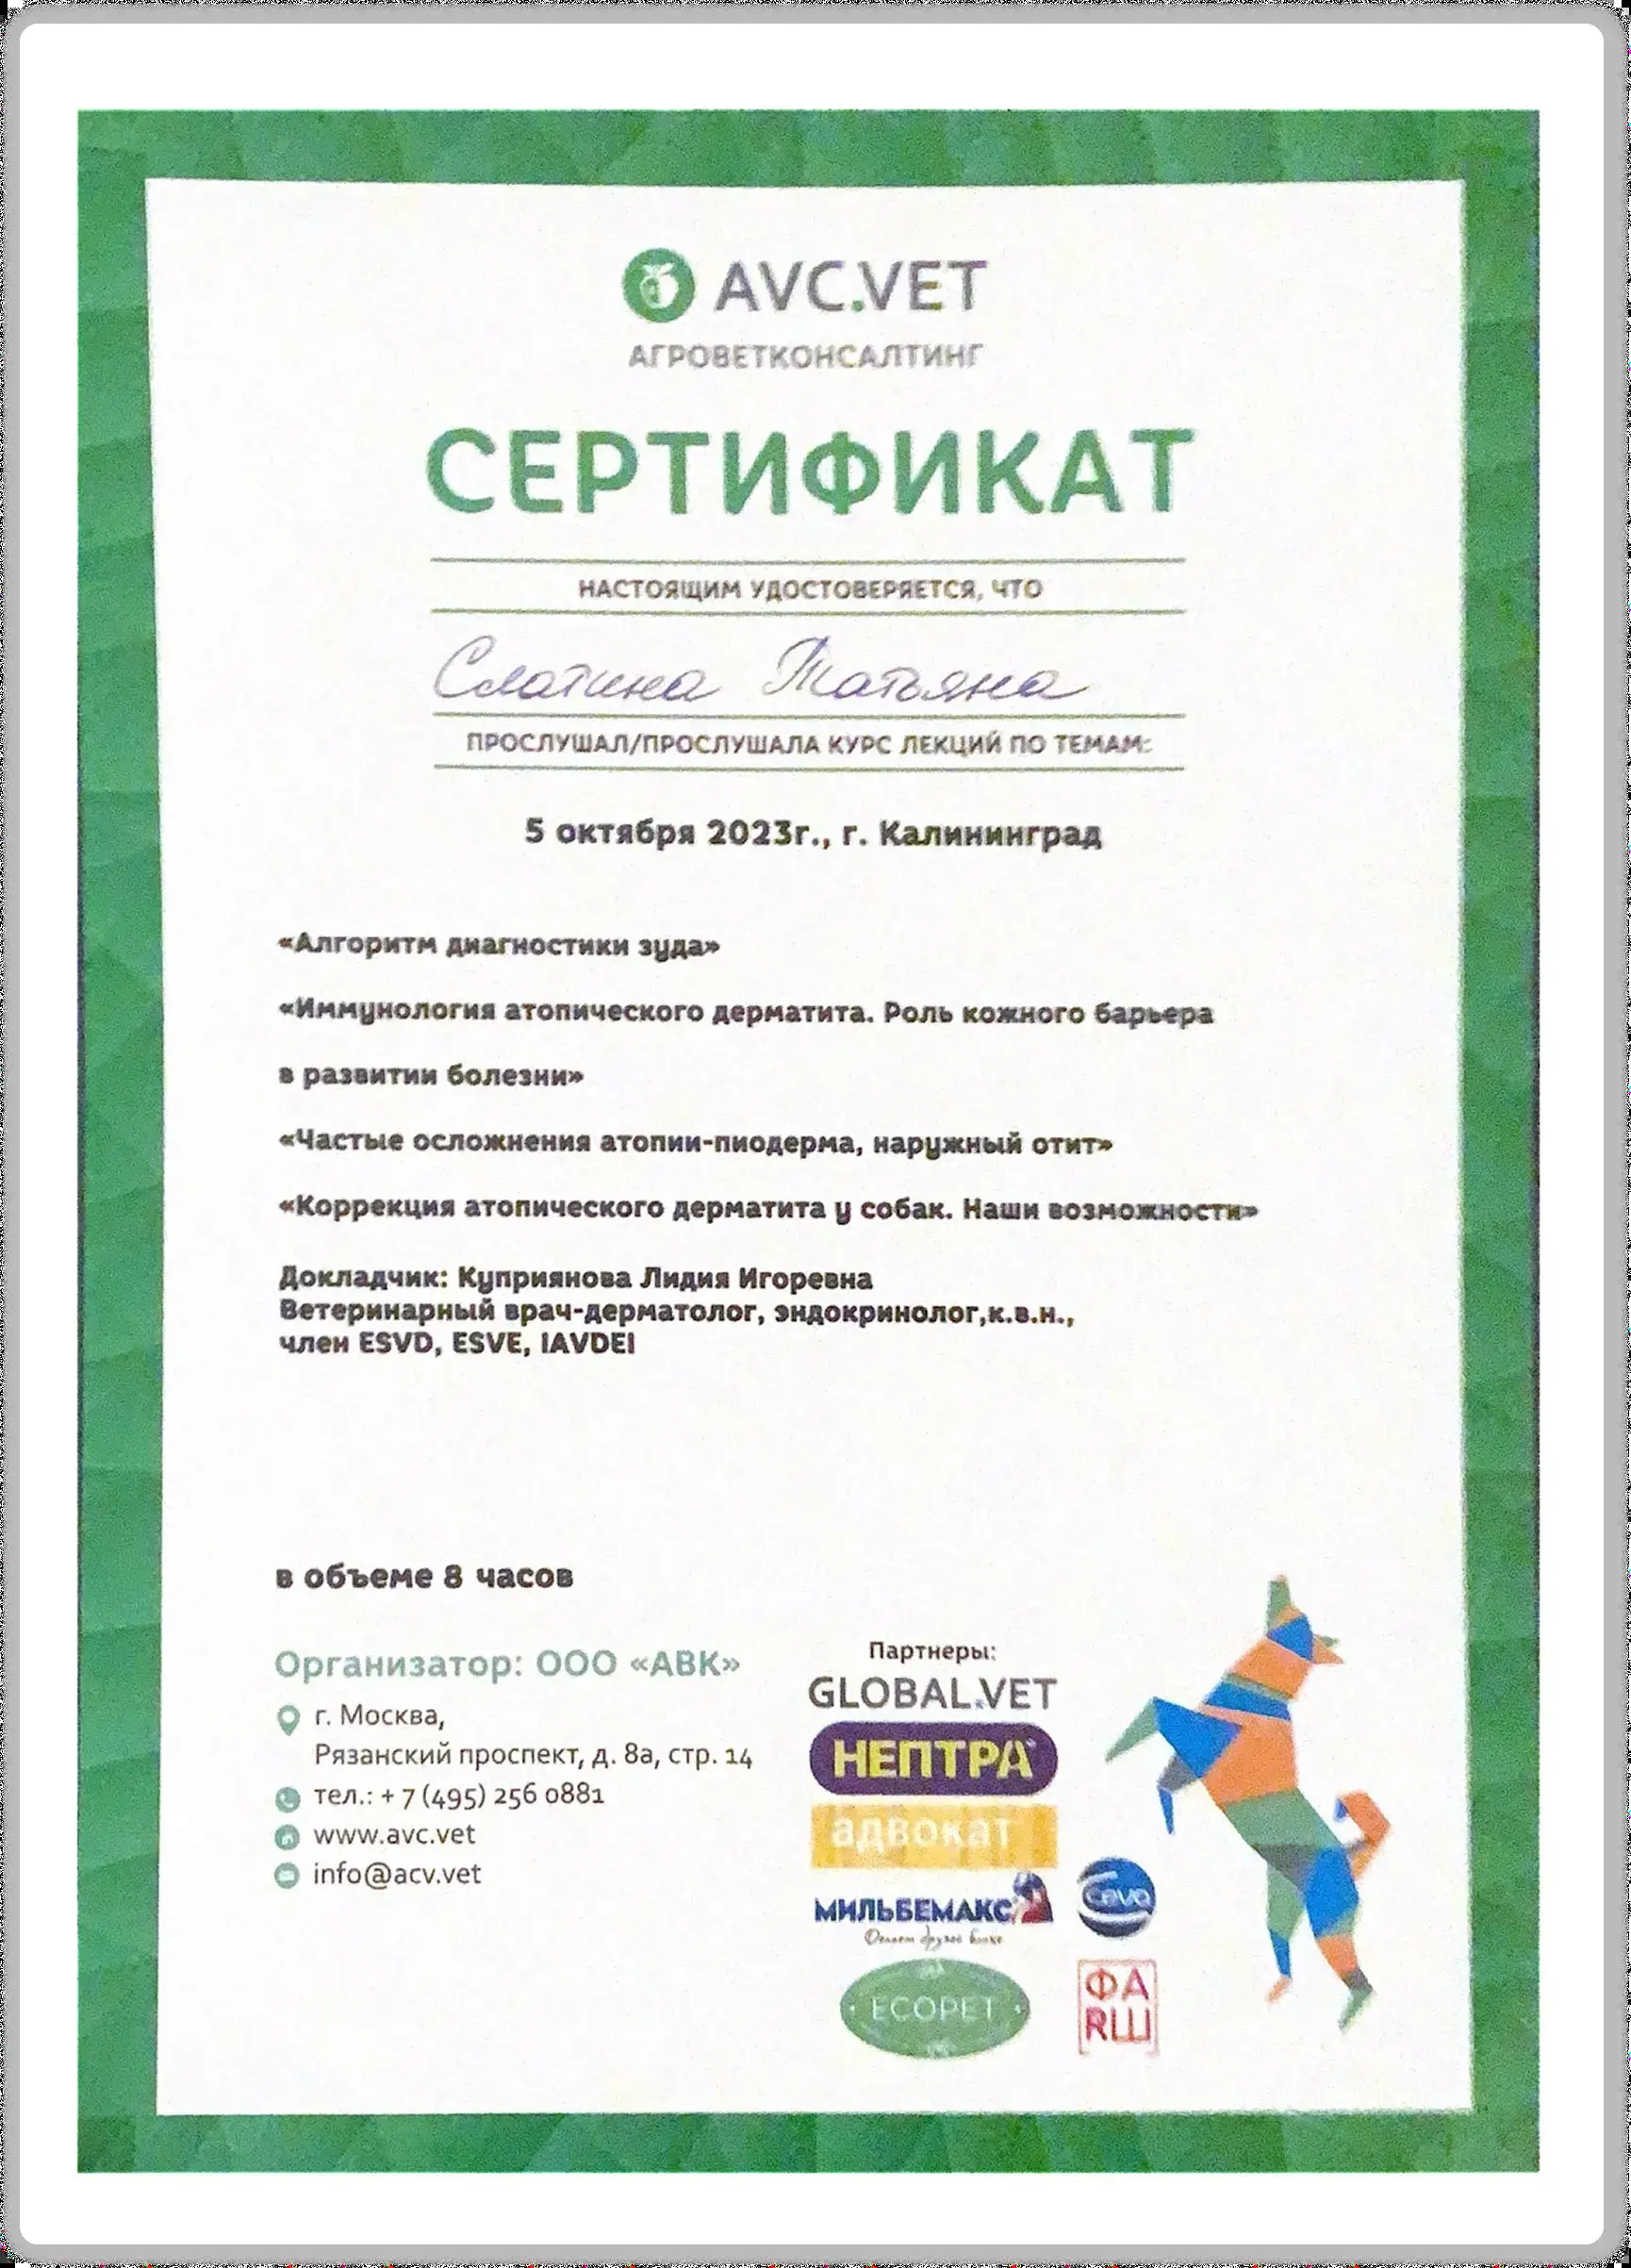 AVC.VET
АГРОВЕТКОНСАЛТИНГ
СЕРТИФИКАТ
НАСТОЯЩИМ УДОСТОВЕРЯЕТСЯ, ЧТО
Слатина Татьяна
ПРОСЛУШАЛ/ПРОСЛУШАЛА КУРС ЛЕКЦИЙ ПО ТЕМАМ:
5 октября 2023г., г. Калининград
«Алгоритм диагностики зуда»
«Иммунология атопического дерматита. Роль кожного барьера
в развитии болезни»
«Частые осложнения атопии-пиодерма, наружный отит»
«Коррекция атопического дерматита у собак. Наши возможности»
Докладчик: Куприянова Лидия Игоревна
Ветеринарный врач-дерматолог, эндокринолог,к.в.н.,
член ESVD, ESVE, IAVDEI
в объеме 8 часов
Организатор: ООО «АВК»
г. Москва,
Рязанский проспект, д. 8а, стр. 14
тел.: + 7 (495) 256 0881
www.avc.vet
info@acv.vet
Партнеры:
GLOBAL.VET
НЕПТРА
адвокат
МИЛЬБЕМАКС
Ceva
ECOPET
ФА
RШ